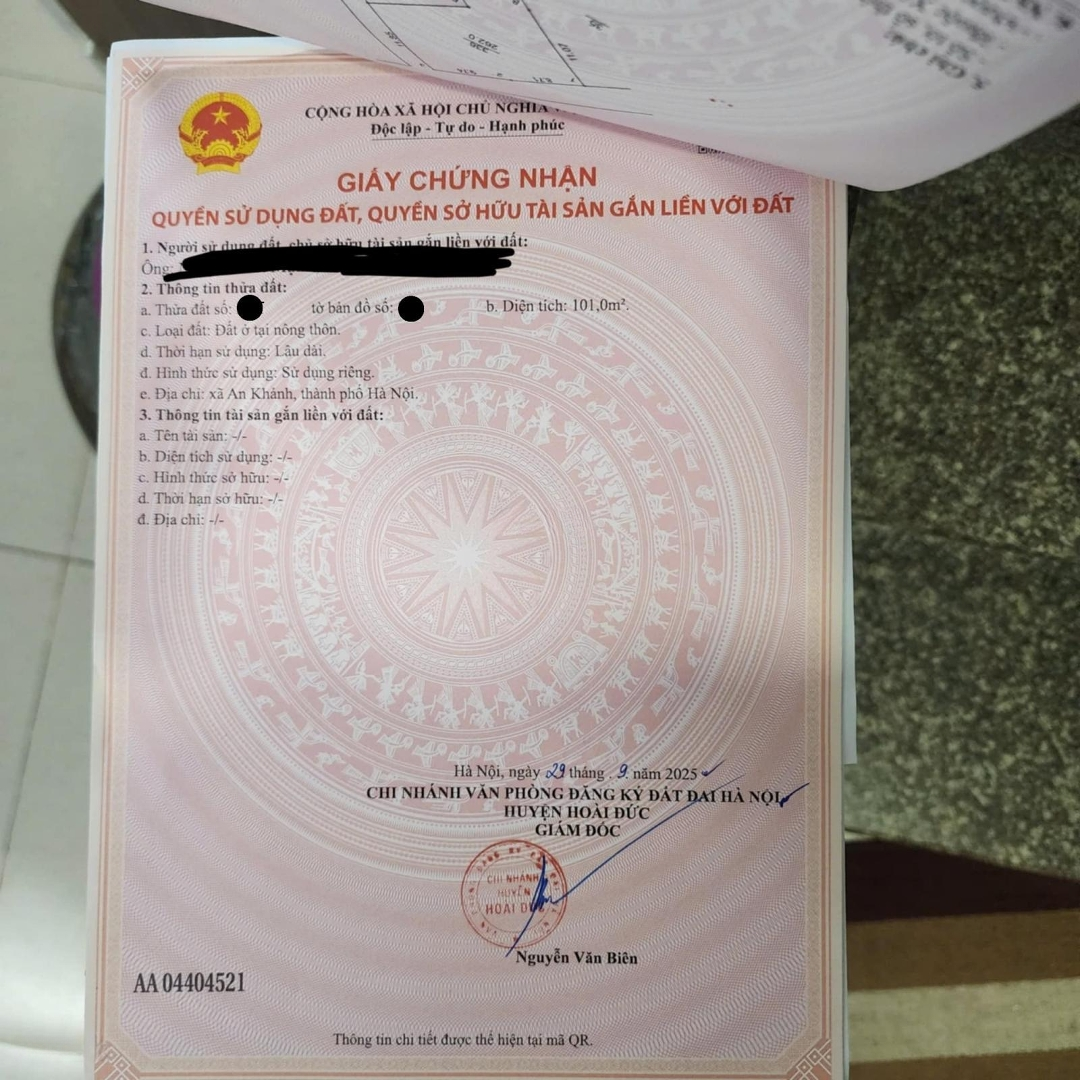 CỘNG HÒA XÃ HỘI CHỦ NGHĨA
Độc lập - Tự do - Hạnh phúc
GIẤY CHỨNG NHẬN
QUYỀN SỬ DỤNG ĐẤT, QUYỀN SỞ HỮU TÀI SẢN GẮN LIỀN VỚI ĐẤT
1. Người sử dụng đất, chủ sở hữu tài sản gắn liền với đất:
Ông:
2. Thông tin thửa đất:
a. Thửa đất số: tờ bản đồ số: b. Diện tích: 101,0m².
c. Loại đất: Đất ở tại nông thôn.
d. Thời hạn sử dụng: Lâu dài.
đ. Hình thức sử dụng: Sử dụng riêng.
e. Địa chỉ: xã An Khánh, thành phố Hà Nội.
3. Thông tin tài sản gắn liền với đất:
a. Tên tài sản: -/-
b. Diện tích sử dụng: -/-
c. Hình thức sở hữu: -/-
d. Thời hạn sở hữu: -/-
đ. Địa chỉ: -/-
Hà Nội, ngày 29 tháng . 9. năm 2025
CHI NHÁNH VĂN PHÒNG ĐĂNG KÝ ĐẤT ĐAI HÀ NỘI
HUYỆN HOÀI ĐỨC
GIÁM ĐỐC
CHI NHÁNH
HUYỆN
HOÀI ĐỨC
Nguyễn Văn Biên
AA 04404521
Thông tin chi tiết được thể hiện tại mã QR.